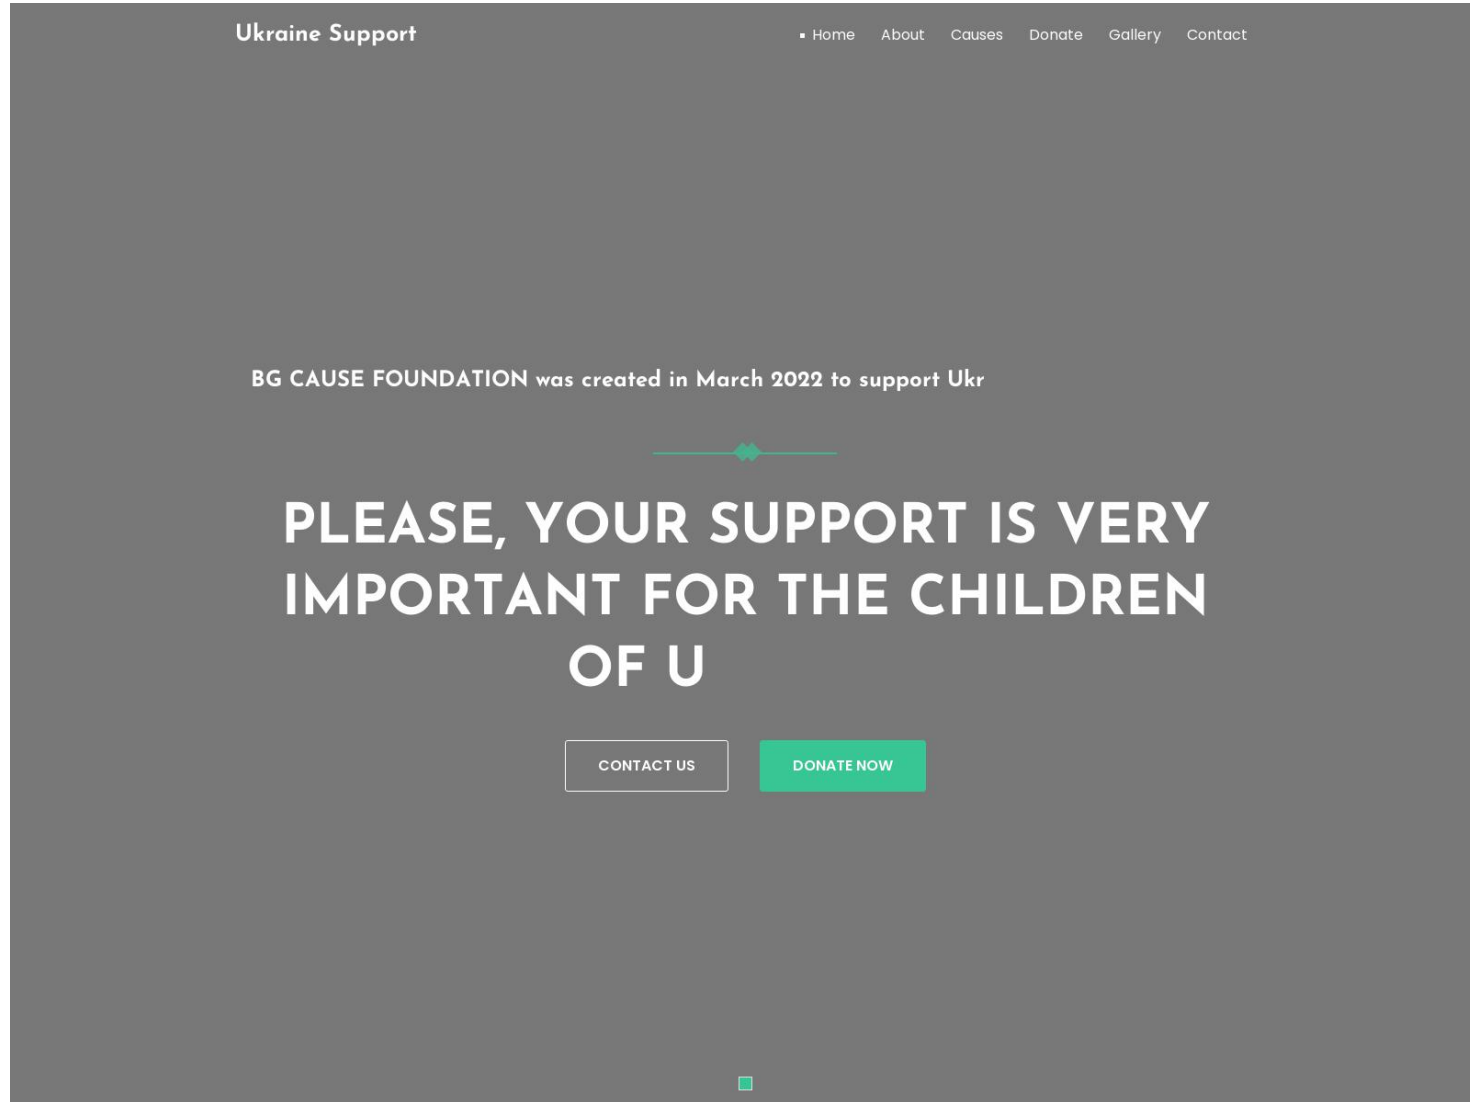 Ukraine Support
Home About Causes Donate Gallery Contact
BG CAUSE FOUNDATION was created in March 2022 to support Ukr
PLEASE, YOUR SUPPORT IS VERY
IMPORTANT FOR THE CHILDREN
OF U
CONTACT US
DONATE NOW